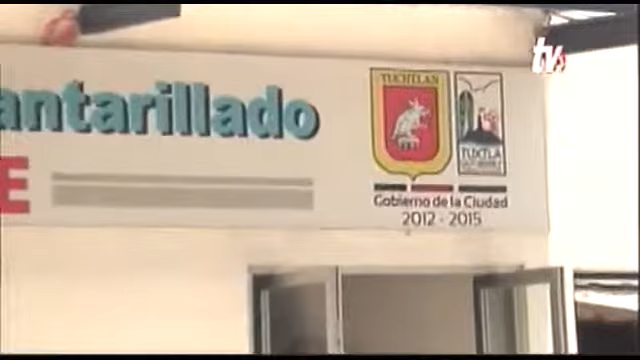 tv
antarillado
E
TUCHTLAN
TUXTLA
Gobierno de la Ciudad
2012 - 2015